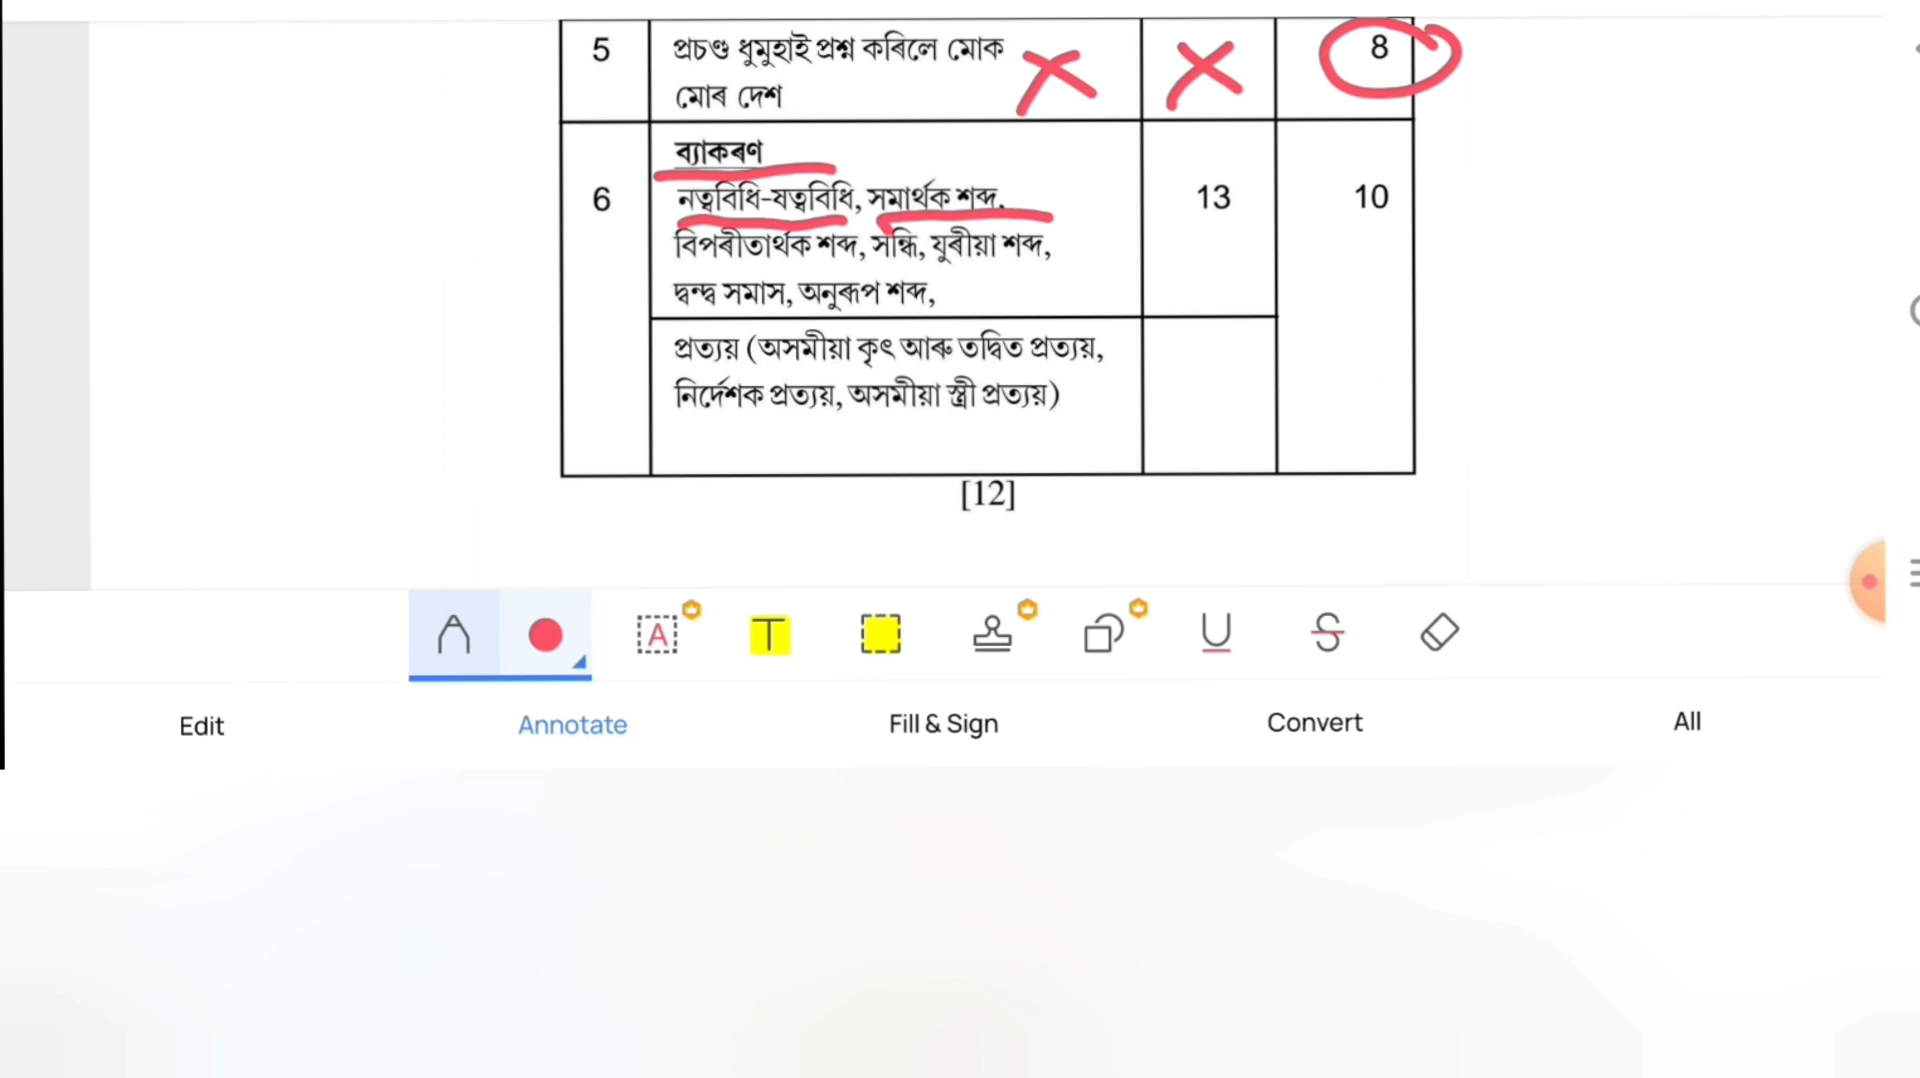 5 প্ৰচণ্ড ধুমুহাই প্ৰশ্ন কৰিলে মোক 8
মোৰ দেশ
ব্যাকৰণ
6 নত্ববিধি-ষত্ববিধি, সমাৰ্থক শব্দ, 13 10
বিপৰীতাৰ্থক শব্দ, সন্ধি, যুৰীয়া শব্দ,
দ্বন্দ্ব সমাস, অনুৰূপ শব্দ,
প্ৰত্যয় (অসমীয়া কৃৎ আৰু তদ্বিত প্ৰত্যয়,
নিৰ্দেশক প্ৰত্যয়, অসমীয়া স্ত্ৰী প্ৰত্যয়)
[12]
Edit Annotate Fill & Sign Convert All